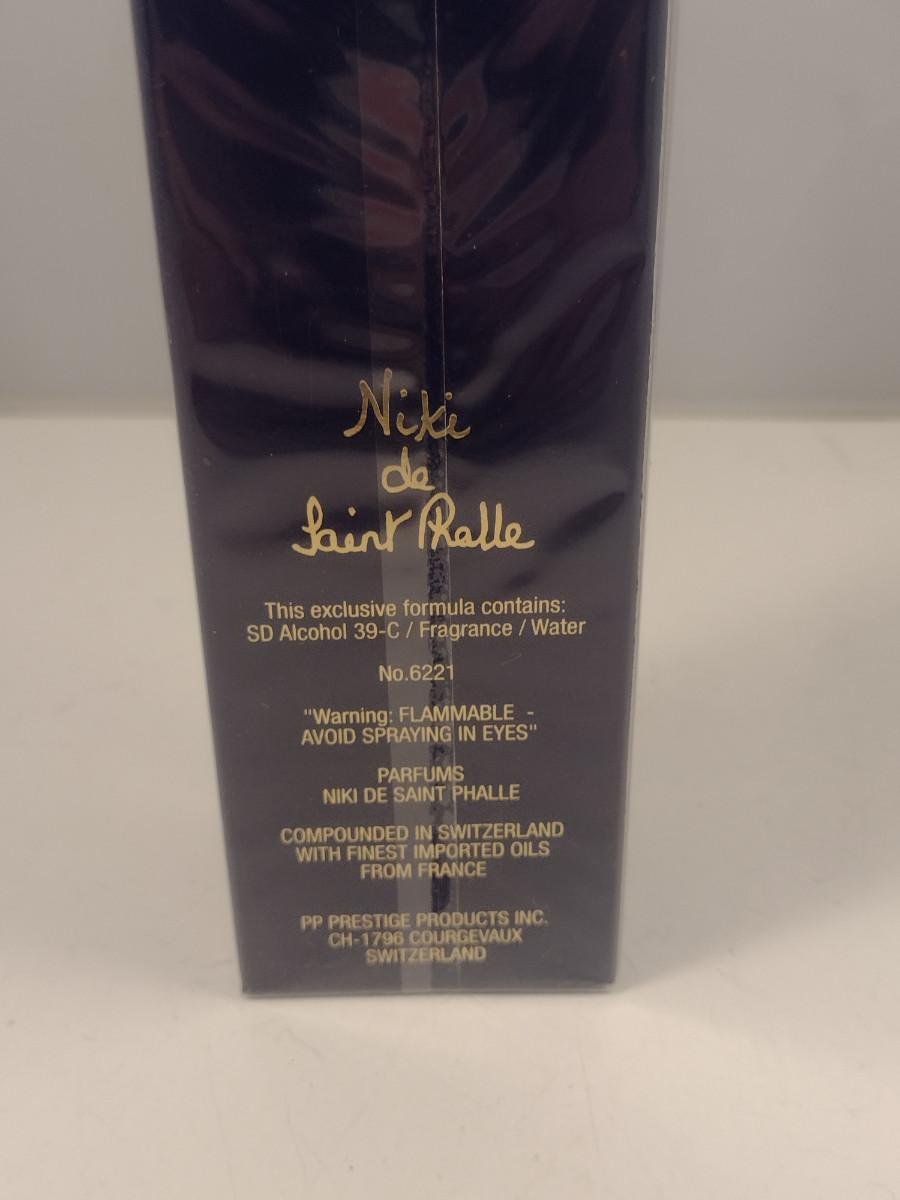 Niki
de
Saint Phalle
This exclusive formula contains:
SD Alcohol 39-C / Fragrance / Water
No.6221
"Warning: FLAMMABLE -
AVOID SPRAYING IN EYES"
PARFUMS
NIKI DE SAINT PHALLE
COMPOUNDED IN SWITZERLAND
WITH FINEST IMPORTED OILS
FROM FRANCE
PP PRESTIGE PRODUCTS INC.
CH-1796 COURGEVAUX
SWITZERLAND